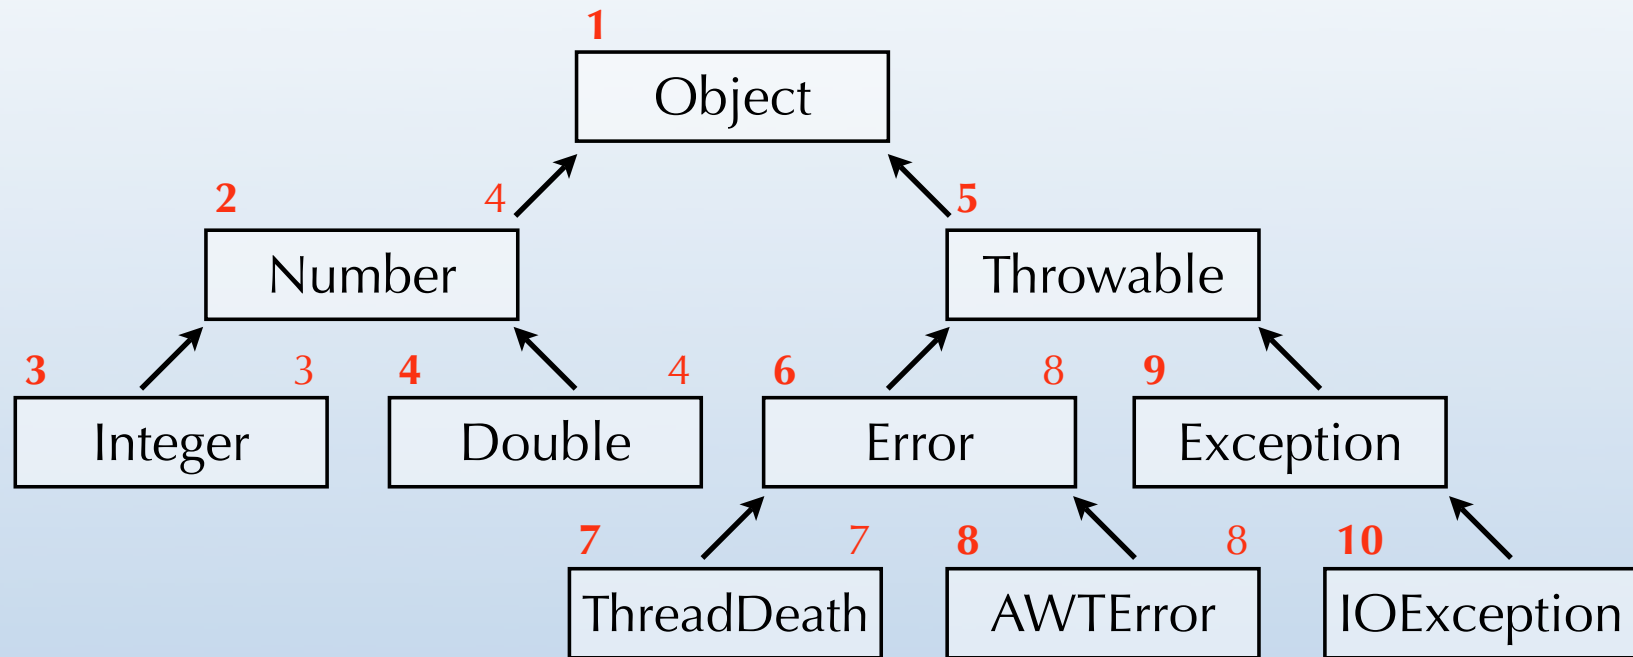 1
Object
2 4 5
Number Throwable
3 3 4 4 6 8 9
Integer Double Error Exception
7 7 8 8 10
ThreadDeath AWTError IOException